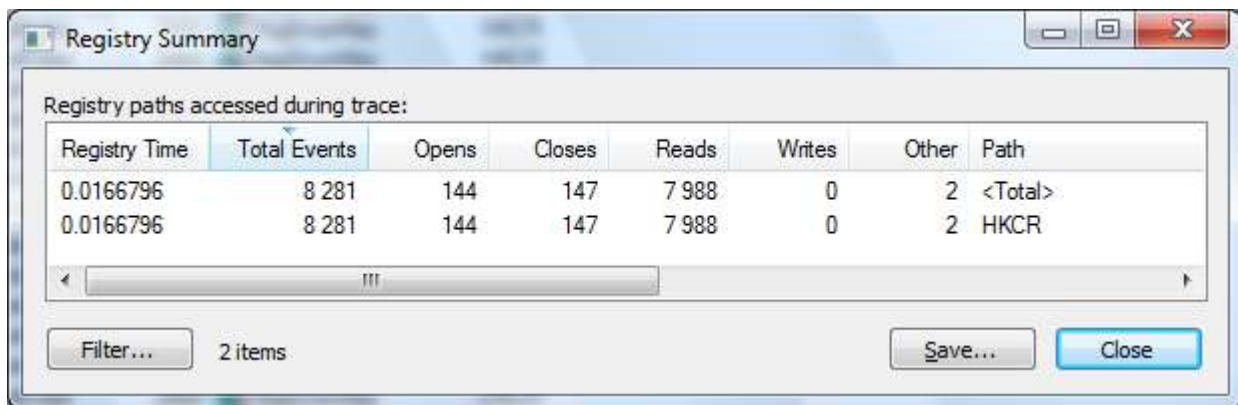 Registry Summary
Registry paths accessed during trace:
Registry Time Total Events Opens Closes Reads Writes Other Path
0.0166796 8 281 144 147 7 988 0 2 <Total>
0.0166796 8 281 144 147 7 988 0 2 HKCR
Filter... 2 items Save... Close